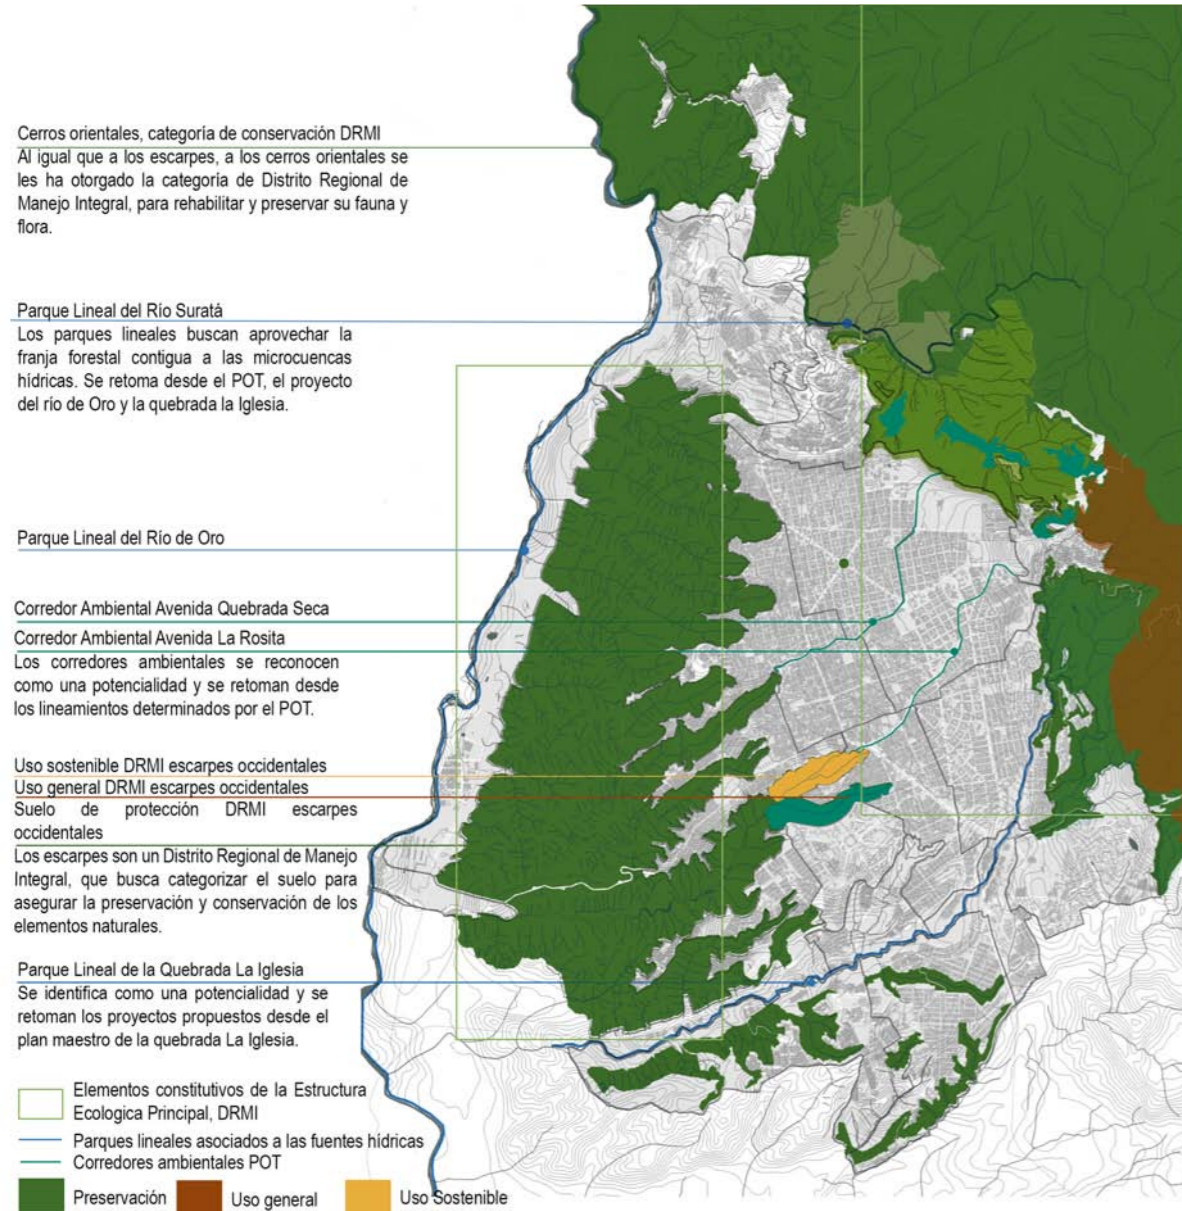 Cerros orientales, categoría de conservación DRMI
Al igual que a los escarpes, a los cerros orientales se
les ha otorgado la categoría de Distrito Regional de
Manejo Integral, para rehabilitar y preservar su fauna y
flora.
Parque Lineal del Río Suratá
Los parques lineales buscan aprovechar la
franja forestal contigua a las microcuencas
hídricas. Se retoma desde el POT, el proyecto
del río de Oro y la quebrada la Iglesia.
Parque Lineal del Río de Oro
Corredor Ambiental Avenida Quebrada Seca
Corredor Ambiental Avenida La Rosita
Los corredores ambientales se reconocen
como una potencialidad y se retoman desde
los lineamientos determinados por el POT.
Uso sostenible DRMI escarpes occidentales
Uso general DRMI escarpes occidentales
Suelo de protección DRMI escarpes
occidentales
Los escarpes son un Distrito Regional de Manejo
Integral, que busca categorizar el suelo para
asegurar la preservación y conservación de los
elementos naturales.
Parque Lineal de la Quebrada La Iglesia
Se identifica como una potencialidad y se
retoman los proyectos propuestos desde el
plan maestro de la quebrada La Iglesia.
Elementos constitutivos de la Estructura
Ecologica Principal, DRMI
Parques lineales asociados a las fuentes hídricas
Corredores ambientales POT
Preservación
Uso general
Uso Sostenible